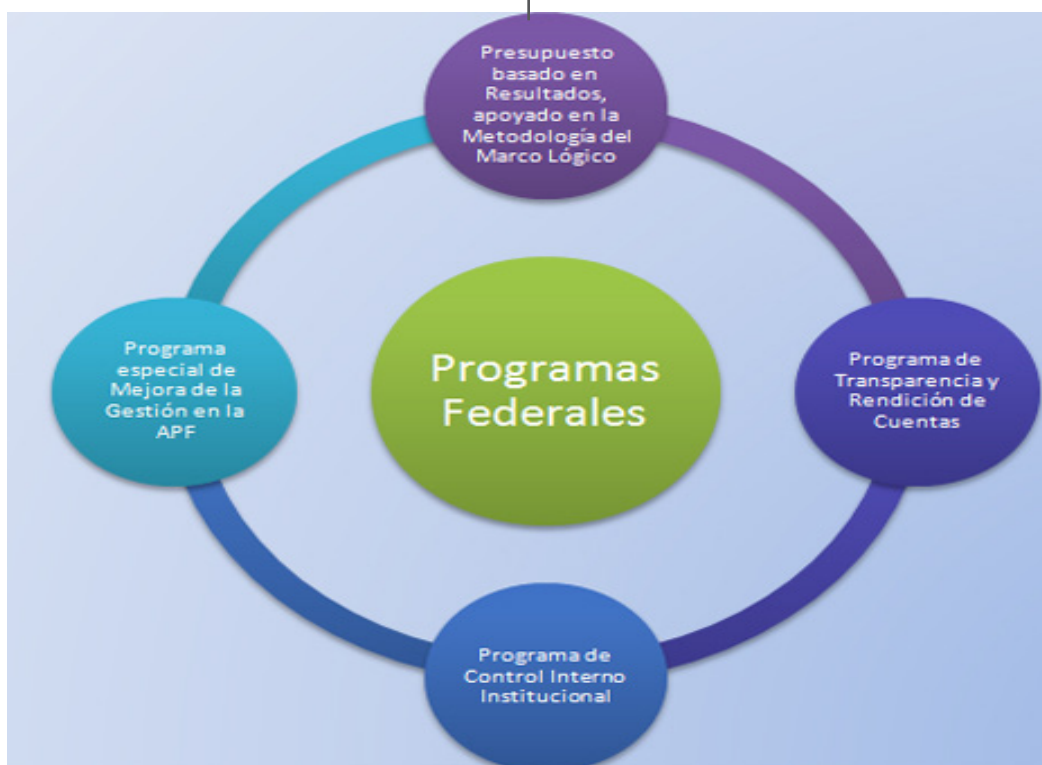 Presupuesto
basado en
Resultados,
apoyado en la
Metodología del
Marco Lógico
Programa
especial de
Mejora de la
Gestión en la
APF
Programas
Federales
Programa de
Transparencia y
Rendición de
Cuentas
Programa de
Control Interno
Institucional